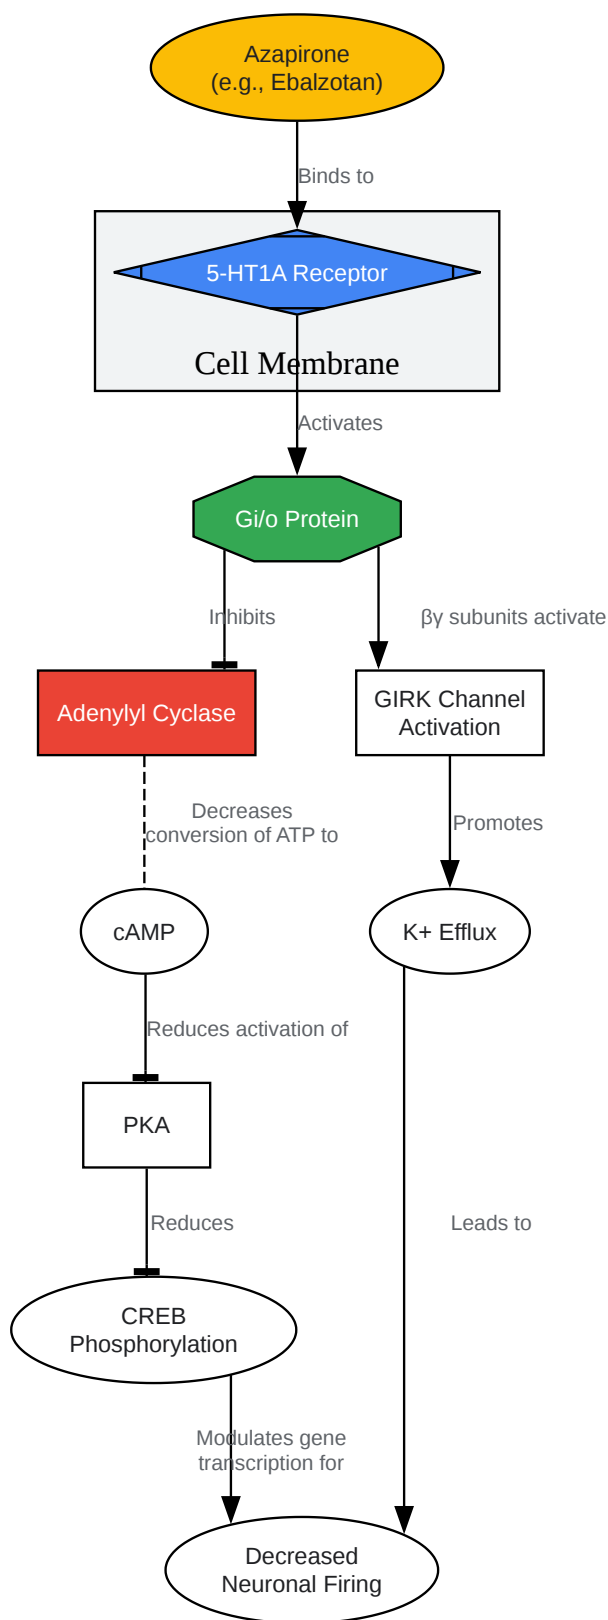 Azapirone
(e.g., Ebalzotan)
Binds to
5-HT1A Receptor
Cell Membrane
Activates
Gi/o Protein
Inhibits
βγ subunits activate
Adenylyl Cyclase
GIRK Channel
Activation
Decreases
conversion of ATP to
Promotes
cAMP
K+ Efflux
Reduces activation of
PKA
Reduces
Leads to
CREB
Phosphorylation
Modulates gene
transcription for
Decreased
Neuronal Firing